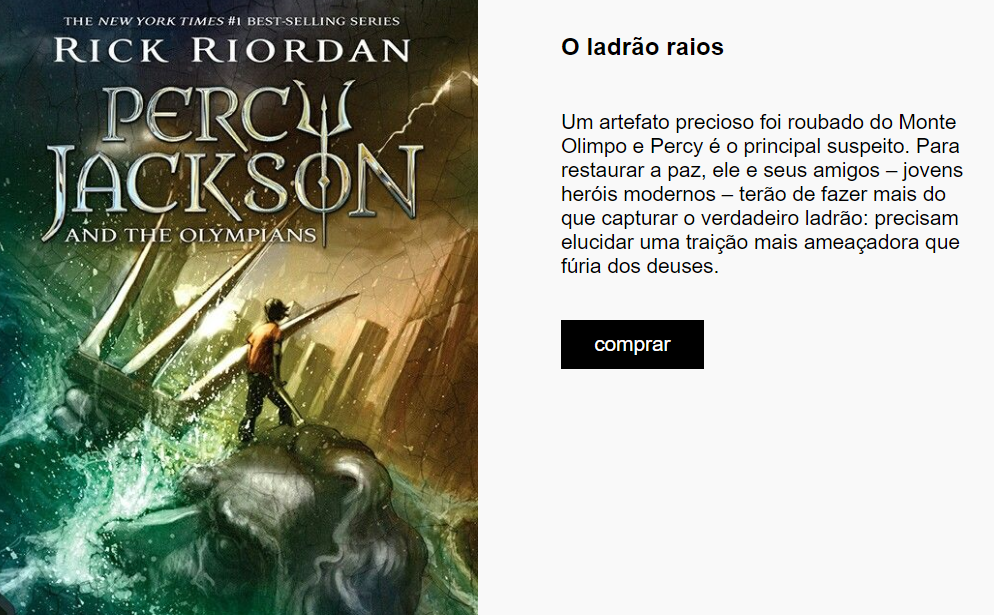 THE NEW YORK TIMES #1 BEST-SELLING SERIES
RICK RIORDAN
PERCY
JACKSON
AND THE OLYMPIANS
O ladrão raios
Um artefato precioso foi roubado do Monte
Olimpo e Percy é o principal suspeito. Para
restaurar a paz, ele e seus amigos – jovens
heróis modernos – terão de fazer mais do
que capturar o verdadeiro ladrão: precisam
elucidar uma traição mais ameaçadora que
fúria dos deuses.
comprar